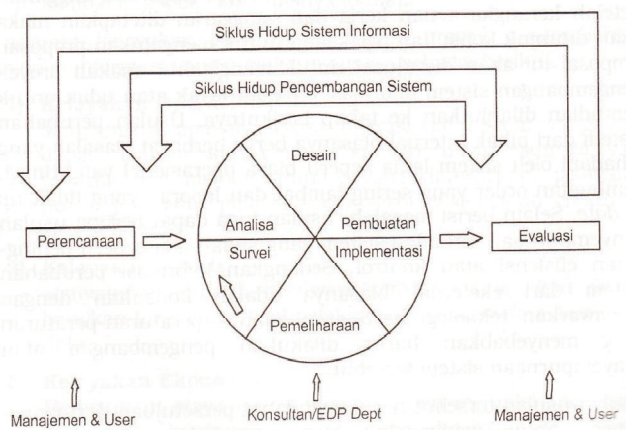 Siklus Hidup Sistem Informasi
Siklus Hidup Pengembangan Sistem
Desain
Analisa
Pembuatan
Perencanaan
Survei
Implementasi
Evaluasi
Pemeliharaan
Manajemen & User
Konsultan/EDP Dept
Manajemen & User